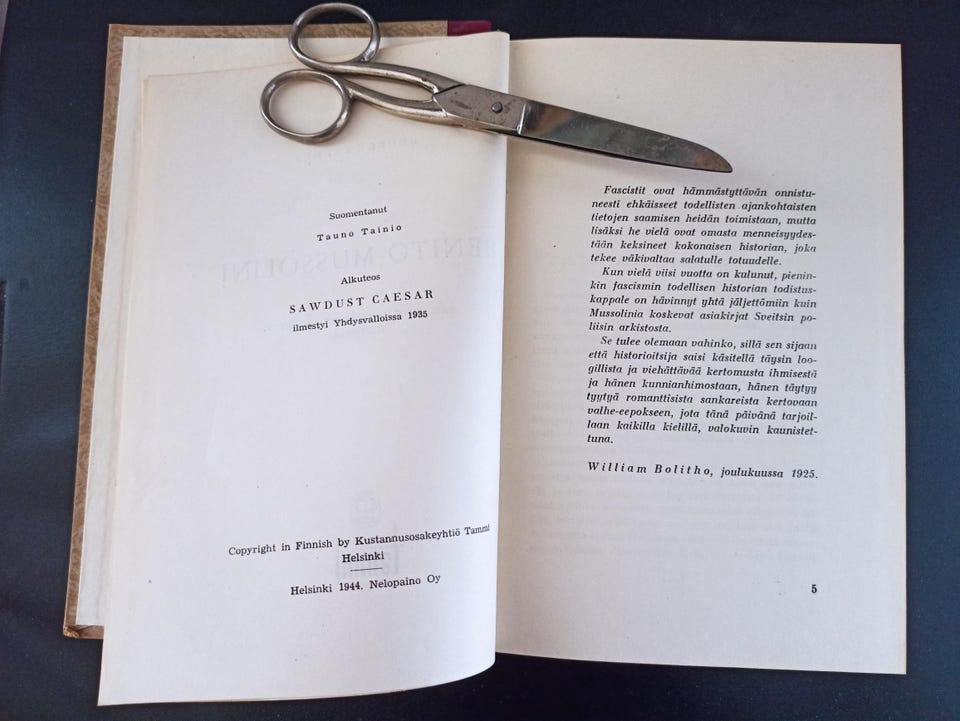 Suomentanut
Tauno Tainio
Alkuteos
SAWDUST CAESAR
ilmestyi Yhdysvalloissa 1935
Copyright in Finnish by Kustannusosakeyhtiö Tammi
Helsinki
Helsinki 1944. Nelopaino Oy
Fascistit ovat hämmästyttävän onnistu-
neesti ehkäisseet todellisten ajankohtaisten
tietojen saamisen heidän toimistaan, mutta
lisäksi he vielä ovat omasta menneisyydes-
tään keksineet kokonaisen historian, joka
tekee väkivaltaa salatulle totuudelle.
Kun vielä viisi vuotta on kulunut, pienin-
kin fascismin todellisen historian todistus-
kappale on hävinnyt yhtä jäljettömiin kuin
Mussolinia koskevat asiakirjat Sveitsin po-
liisin arkistosta.
Se tulee olemaan vahinko, sillä sen sijaan
että historioitsija saisi käsitellä täysin loo-
gillista ja viehättävää kertomusta ihmisestä
ja hänen kunnianhimostaan, hänen täytyy
tyytyä romanttisista sankareista kertovaan
valhe-eepokseen, jota tänä päivänä tarjoil-
laan kaikilla kielillä, valokuvin kaunistet-
tuna.
William Bolitho, joulukuussa 1925.
5